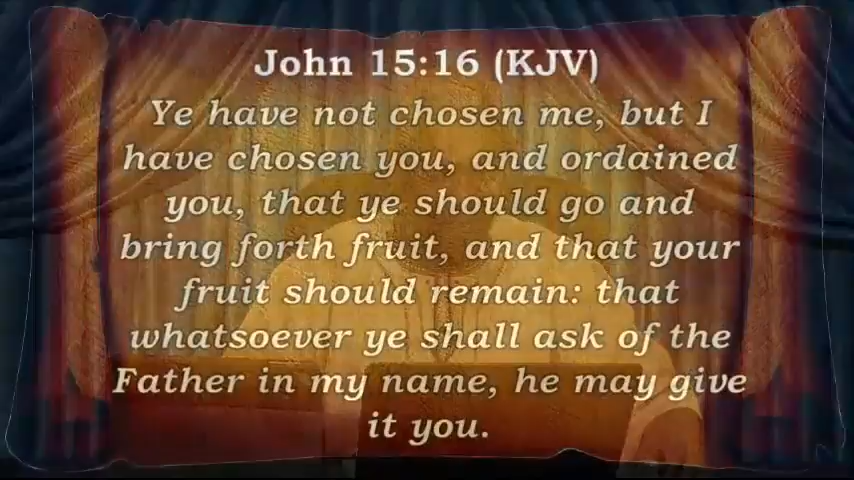 John 15:16 (KJV)
Ye have not chosen me, but I
have chosen you, and ordained
you, that ye should go and
bring forth fruit, and that your
fruit should remain: that
whatsoever ye shall ask of the
Father in my name, he may give
it you.